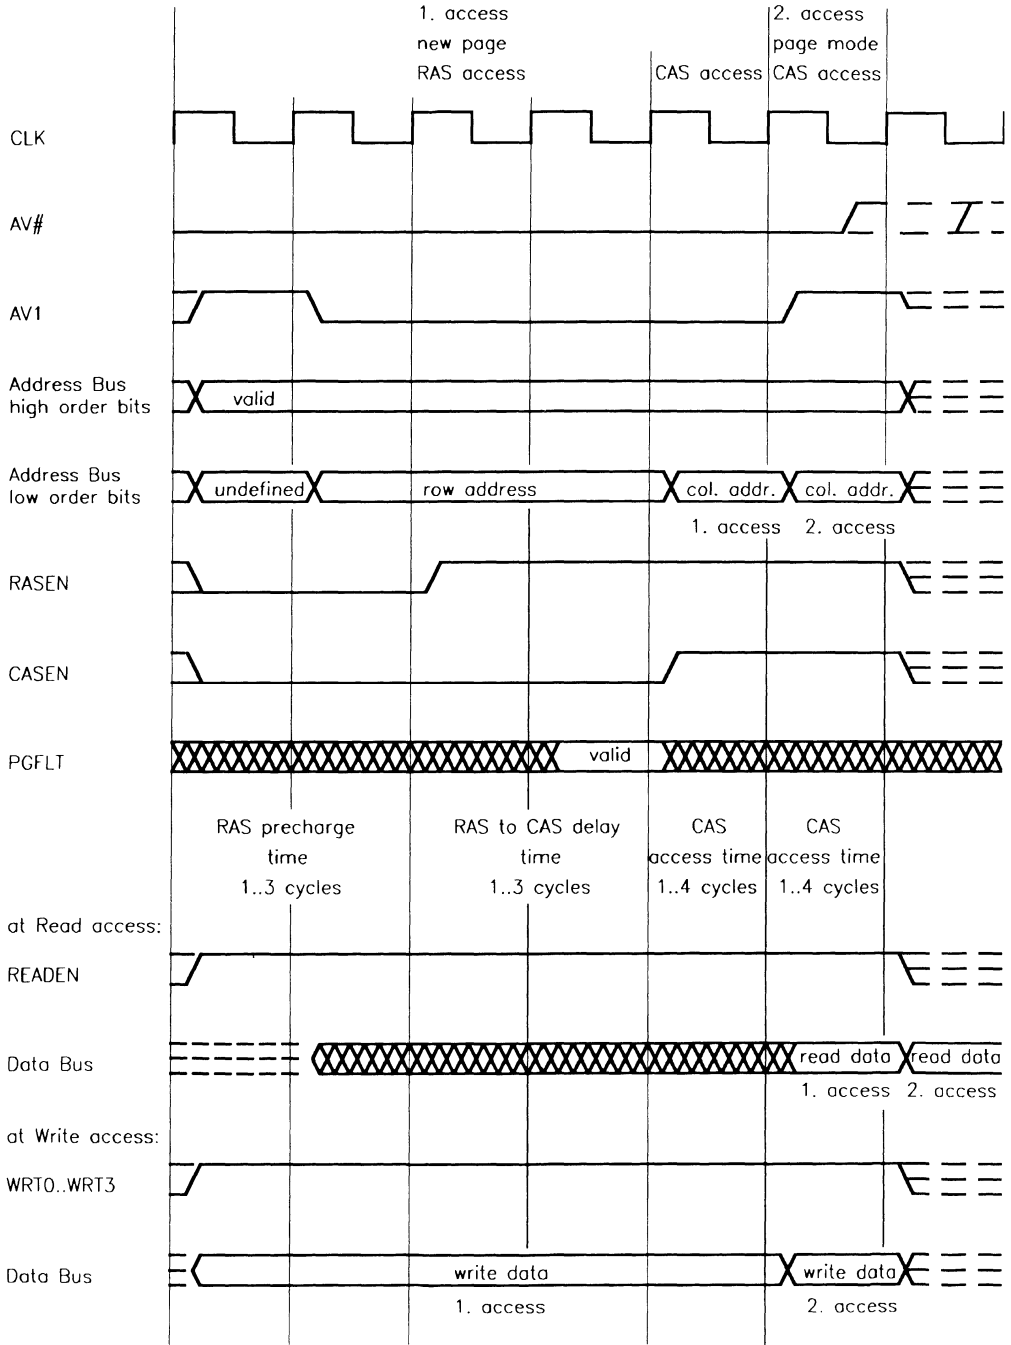 1. access 2. access
new page page mode
RAS access CAS access CAS access
CLK
AV#
AV1
Address Bus
high order bits valid
Address Bus
low order bits undefined row address col. addr. col. addr.
1. access 2. access
RASEN
CASEN
PGFLT valid
RAS precharge RAS to CAS delay CAS CAS
time time access time access time
1..3 cycles 1..3 cycles 1..4 cycles 1..4 cycles
at Read access:
READEN
Data Bus read data read data
1. access 2. access
at Write access:
WRT0..WRT3
Data Bus write data write data
1. access 2. access